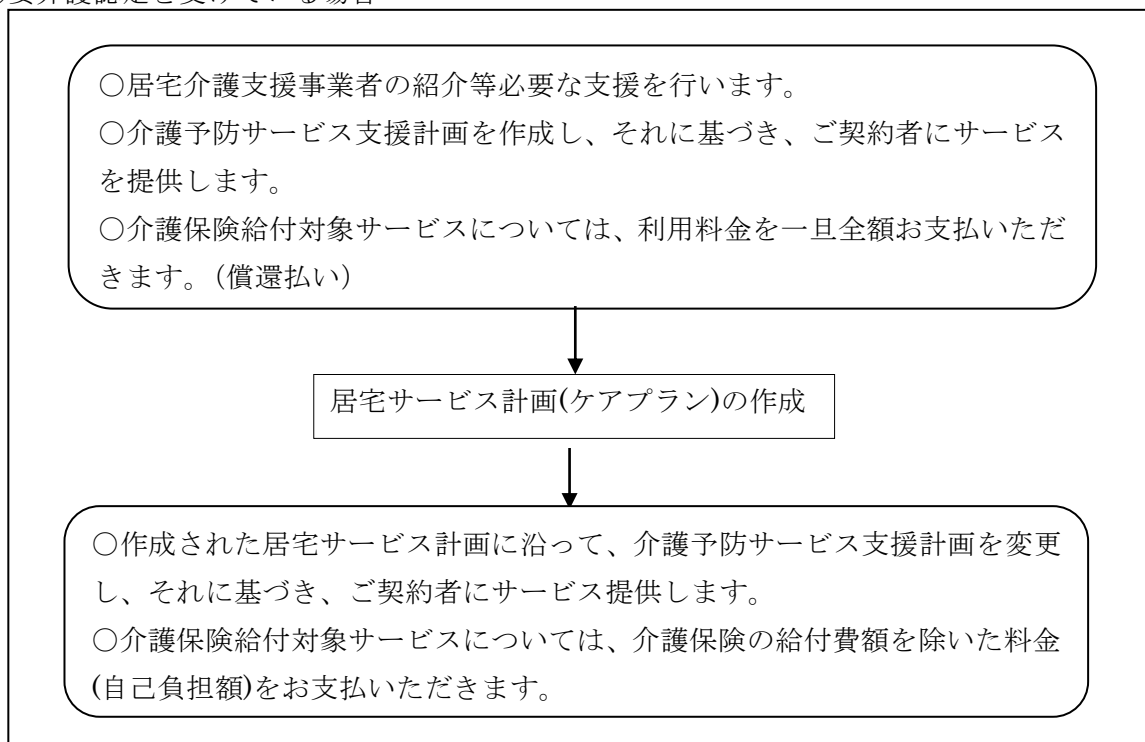 ○居宅介護支援事業者の紹介等必要な支援を行います。
○介護予防サービス支援計画を作成し、それに基づき、ご契約者にサービス
を提供します。
○介護保険給付対象サービスについては、利用料金を一旦全額お支払いただ
きます。（償還払い）
居宅サービス計画(ケアプラン)の作成
○作成された居宅サービス計画に沿って、介護予防サービス支援計画を変更
し、それに基づき、ご契約者にサービス提供します。
○介護保険給付対象サービスについては、介護保険の給付費額を除いた料金
(自己負担額)をお支払いただきます。